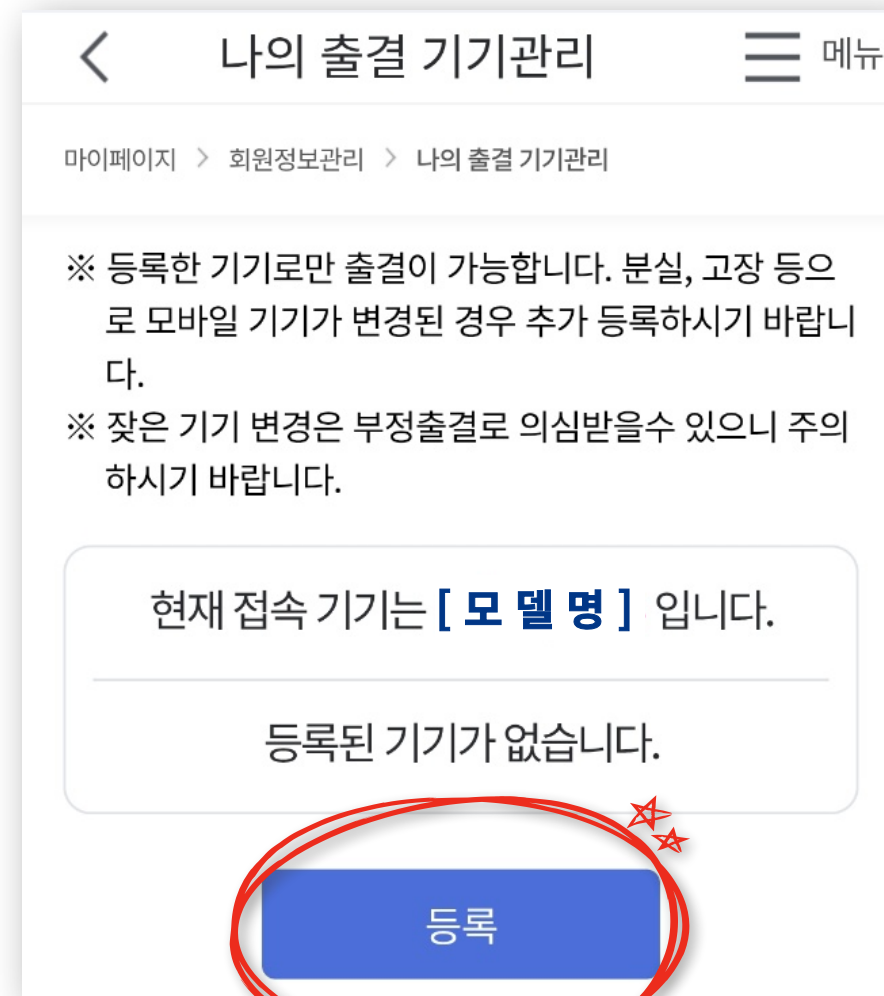 나의 출결 기기관리
메뉴
마이페이지 > 회원정보관리 > 나의 출결 기기관리
※ 등록한 기기로만 출결이 가능합니다. 분실, 고장 등으
로 모바일 기기가 변경된 경우 추가 등록하시기 바랍니
다.
※ 잦은 기기 변경은 부정출결로 의심받을수 있으니 주의
하시기 바랍니다.
현재 접속 기기는 [ 모 델 명 ] 입니다.
등록된 기기가 없습니다.
등록